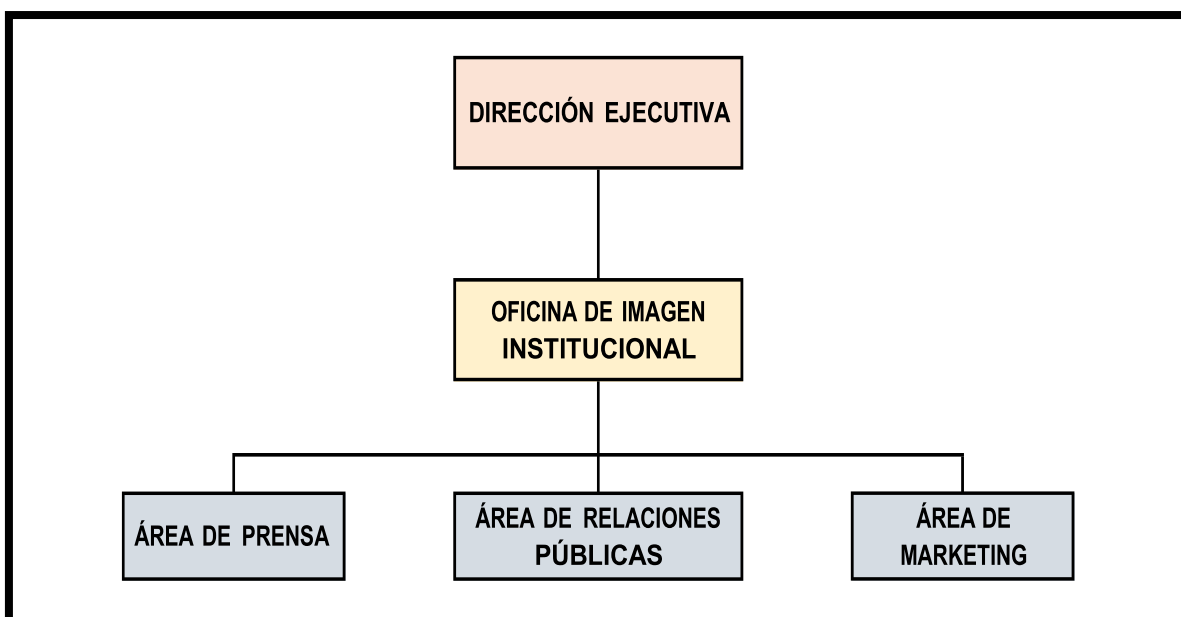 DIRECCIÓN EJECUTIVA
OFICINA DE IMAGEN
INSTITUCIONAL
ÁREA DE PRENSA
ÁREA DE RELACIONES
PÚBLICAS
ÁREA DE
MARKETING